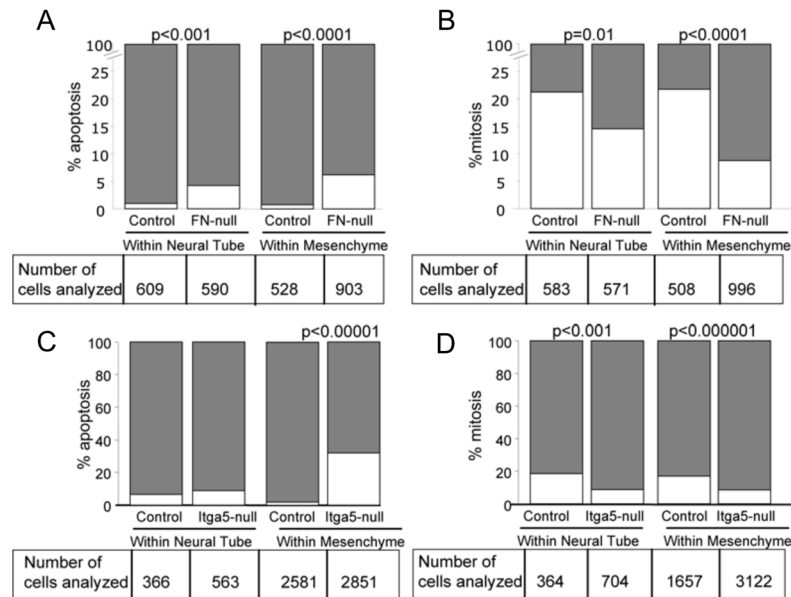 A
p<0.001 p<0.0001
100
25
20
15
10
5
0
% apoptosis
Control FN-null Control FN-null
Within Neural Tube Within Mesenchyme
Number of
cells analyzed 609 590 528 903
B
p=0.01 p<0.0001
100
25
20
15
10
5
0
%mitosis
Control FN-null Control FN-null
Within Neural Tube Within Mesenchyme
Number of
cells analyzed 583 571 508 996
C
p<0.00001
100
80
60
40
20
0
% apoptosis
Control Itga5-null Control Itga5-null
Within Neural Tube Within Mesenchyme
Number of
cells analyzed 366 563 2581 2851
D
p<0.001 p<0.000001
100
80
60
40
20
0
% mitosis
Control Itga5-null Control Itga5-null
Within Neural Tube Within Mesenchyme
Number of
cells analyzed 364 704 1657 3122